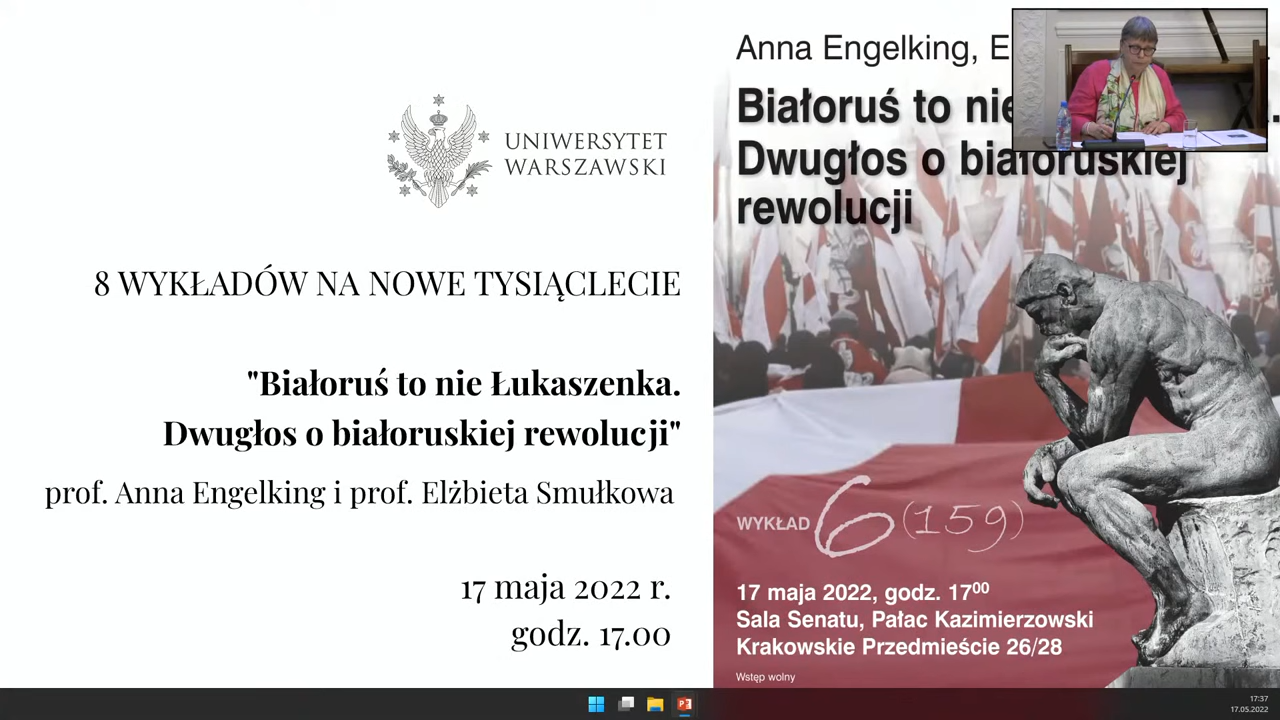 UNIWERSYTET
WARSZAWSKI
8 WYKŁADÓW NA NOWE TYSIĄCLECIE
"Białoruś to nie Łukaszenka.
Dwugłos o białoruskiej rewolucji"
prof. Anna Engelking i prof. Elżbieta Smułkowa
17 maja 2022 r.
godz. 17.00
Anna Engelking, E
Białoruś to nie
Dwugłos o białoruskiej
rewolucji
WYKŁAD 6 (159)
17 maja 2022, godz. 17⁰⁰
Sala Senatu, Pałac Kazimierzowski
Krakowskie Przedmieście 26/28
Wstęp wolny
17:37
17.05.2022